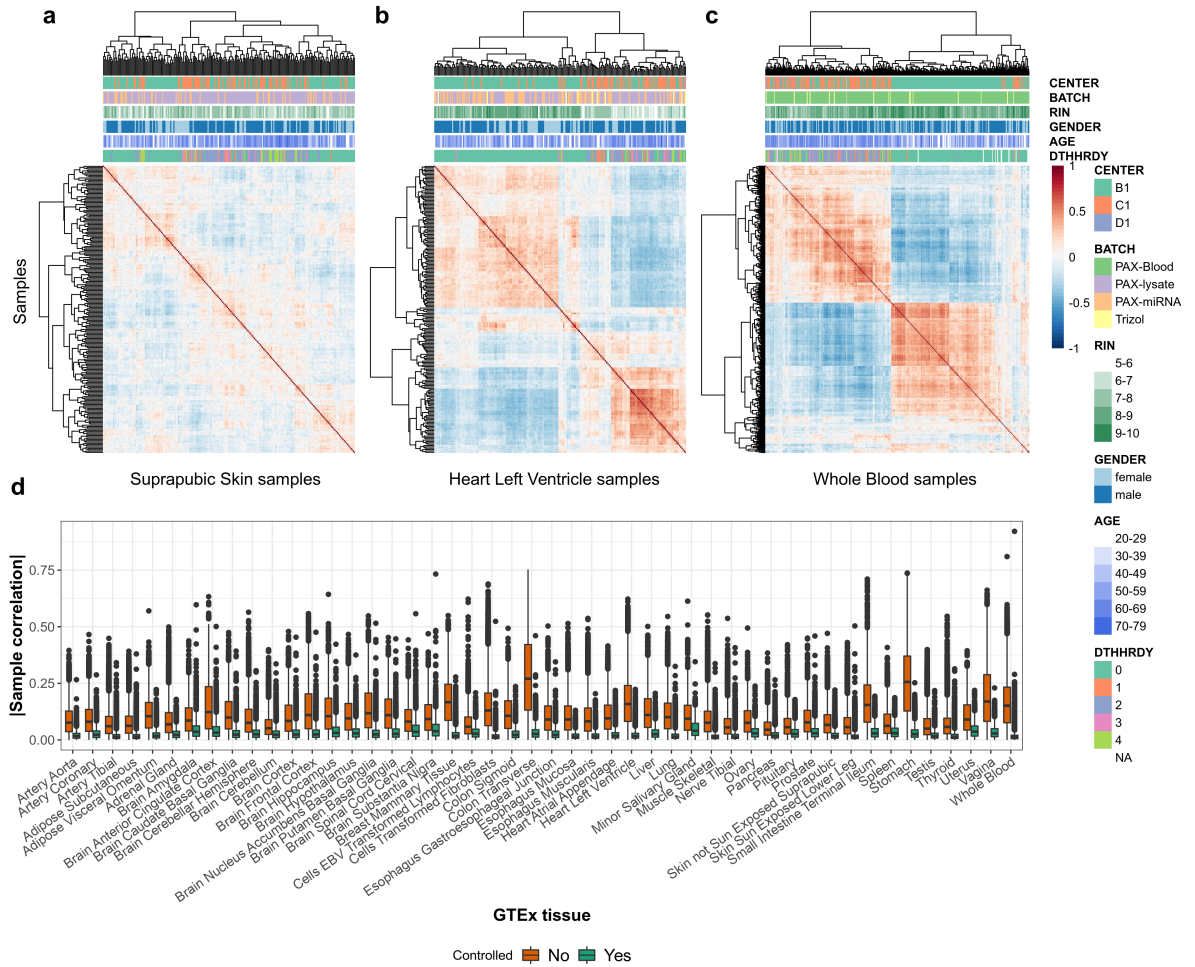 a
b
c
CENTER
BATCH
RIN
GENDER
AGE
DTHHRDY
Samples
1
0.5
0
-0.5
-1
CENTER
B1
C1
D1
BATCH
PAX-Blood
PAX-lysate
PAX-miRNA
Trizol
RIN
5-6
6-7
7-8
8-9
9-10
GENDER
female
male
AGE
20-29
30-39
40-49
50-59
60-69
70-79
DTHHRDY
0
1
2
3
4
NA
Suprapubic Skin samples
Heart Left Ventricle samples
Whole Blood samples
d
|Sample correlation|
0.75
0.50
0.25
0.00
Artery Aorta
Artery Coronary
Artery Tibial
Adipose Subcutaneous
Adipose Visceral Omentum
Adrenal Gland
Brain Amygdala
Brain Anterior Cingulate Cortex
Brain Caudate Basal Ganglia
Brain Cerebellar Hemisphere
Brain Cerebellum
Brain Cortex
Brain Frontal Cortex
Brain Hippocampus
Brain Hypothalamus
Brain Nucleus Accumbens Basal Ganglia
Brain Putamen Basal Ganglia
Brain Spinal Cord Cervical
Brain Substantia Nigra
Breast Mammary Tissue
Cells EBV Transformed Lymphocytes
Cells Transformed Fibroblasts
Colon Sigmoid
Colon Transverse
Esophagus Gastroesophageal Junction
Esophagus Mucosa
Esophagus Muscularis
Heart Atrial Appendage
Heart Left Ventricle
Liver
Lung
Minor Salivary Gland
Muscle Skeletal
Nerve Tibial
Ovary
Pancreas
Pituitary
Prostate
Skin not Sun Exposed Suprapubic
Skin Sun Exposed Lower Leg
Small Intestine Terminal Ileum
Spleen
Stomach
Testis
Thyroid
Uterus
Vagina
Whole Blood
GTEx tissue
Controlled No Yes